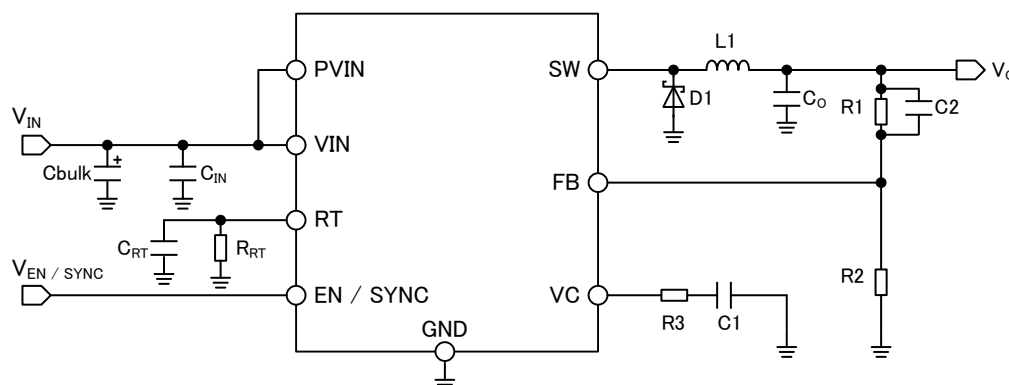 PVIN
SW
L1
V
D1
C_O
R1
C2
V_IN
VIN
Cbulk
+
C_IN
FB
RT
C_RT
R_RT
V_EN / SYNC
EN / SYNC
VC
R3
C1
R2
GND